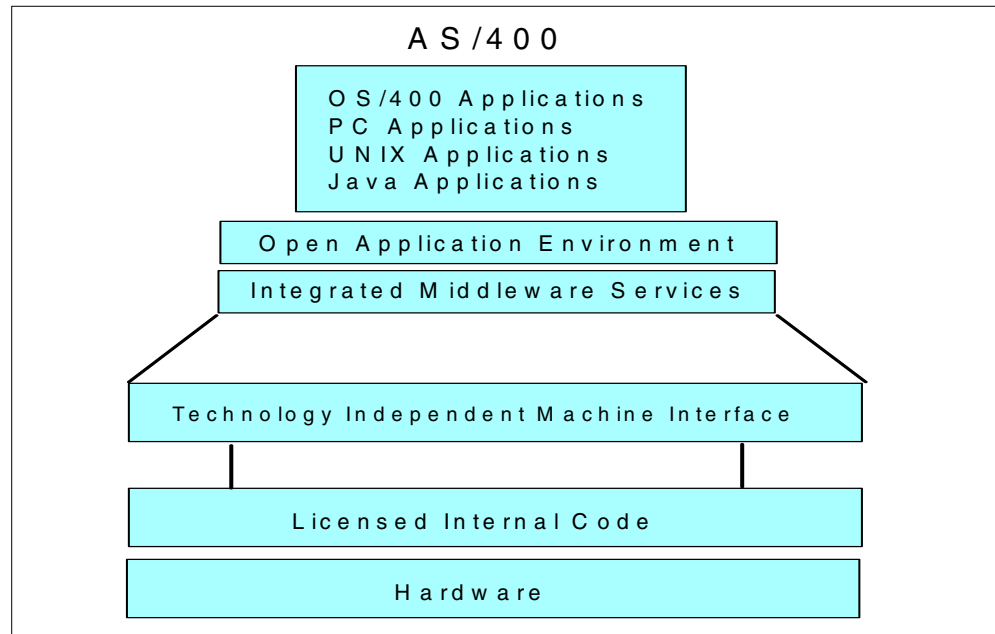 AS/400
OS/400 Applications
PC Applications
UNIX Applications
Java Applications
Open Application Environment
Integrated Middleware Services
Technology Independent Machine Interface
Licensed Internal Code
Hardware